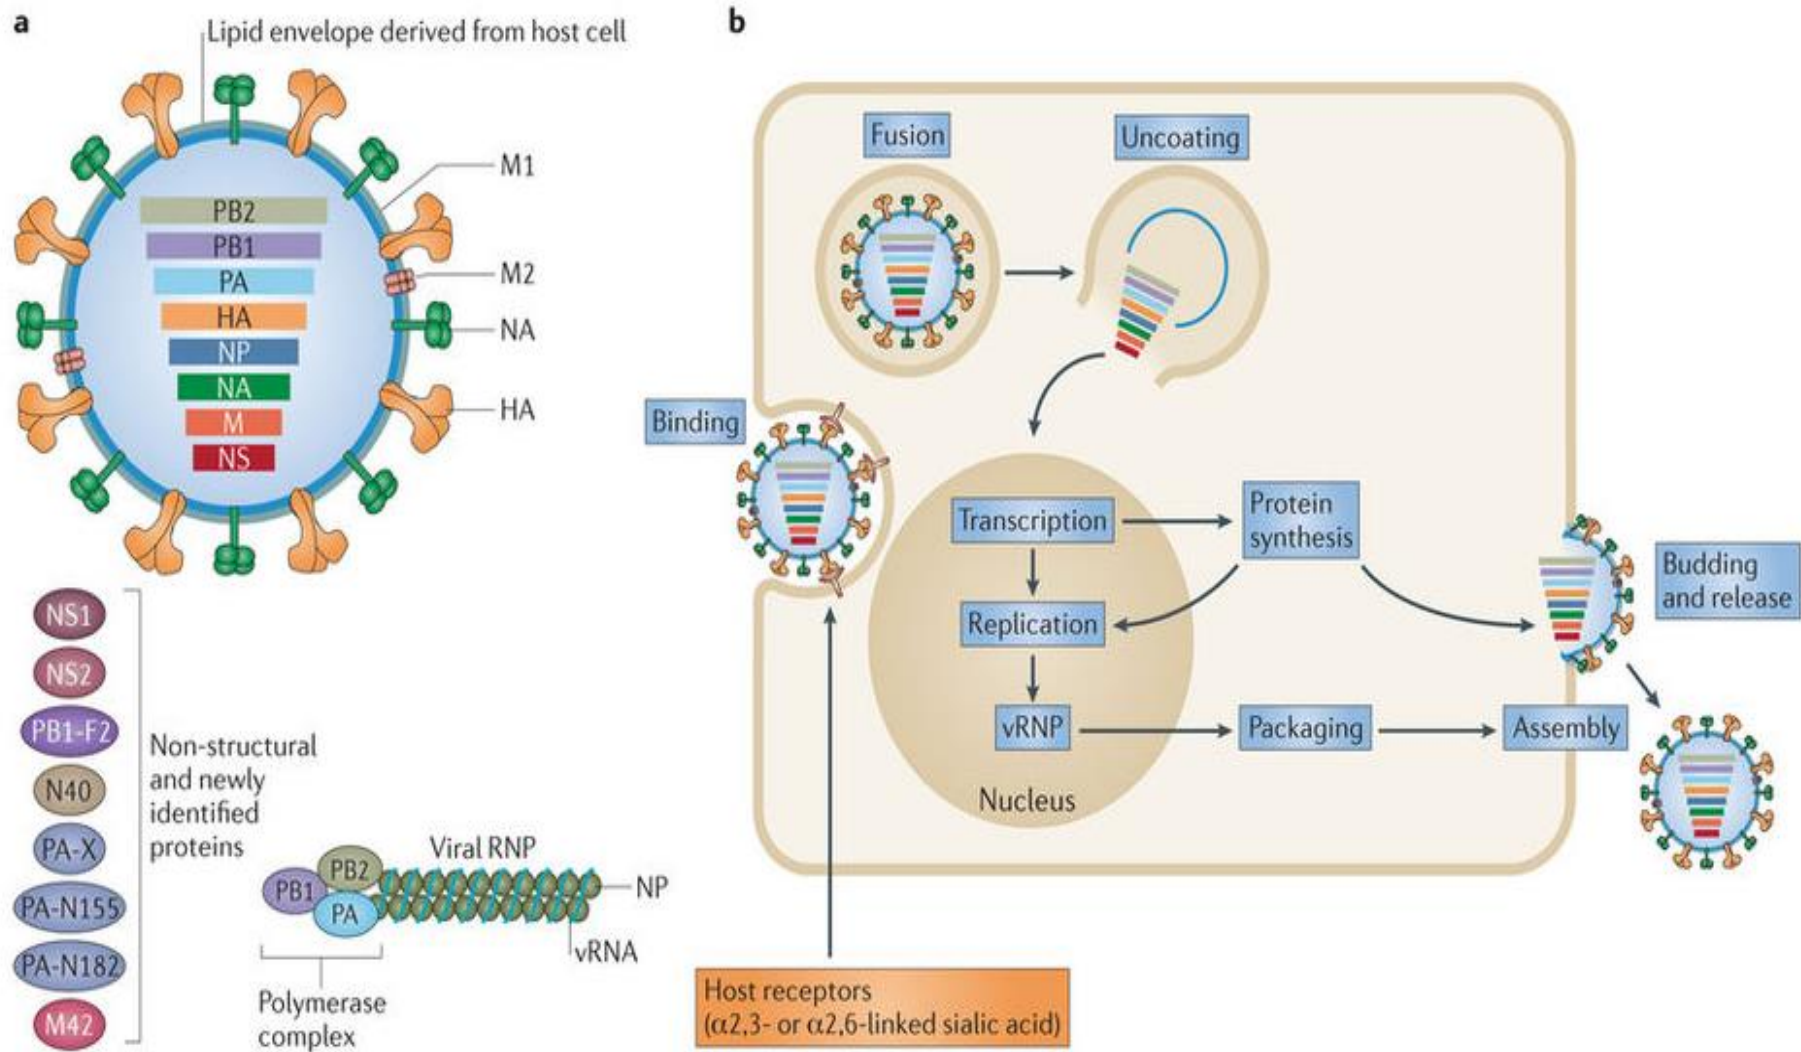 a
Lipid envelope derived from host cell
M1
M2
NA
HA
PB2
PB1
PA
HA
NP
NA
M
NS
NS1
NS2
PB1-F2
N40
PA-X
PA-N155
PA-N182
M42
Non-structural
and newly
identified
proteins
Viral RNP
PB1
PB2
PA
NP
vRNA
Polymerase
complex
b
Fusion
Uncoating
Binding
Transcription
Protein
synthesis
Replication
Budding
and release
vRNP
Packaging
Assembly
Nucleus
Host receptors
(α2,3- or α2,6-linked sialic acid)